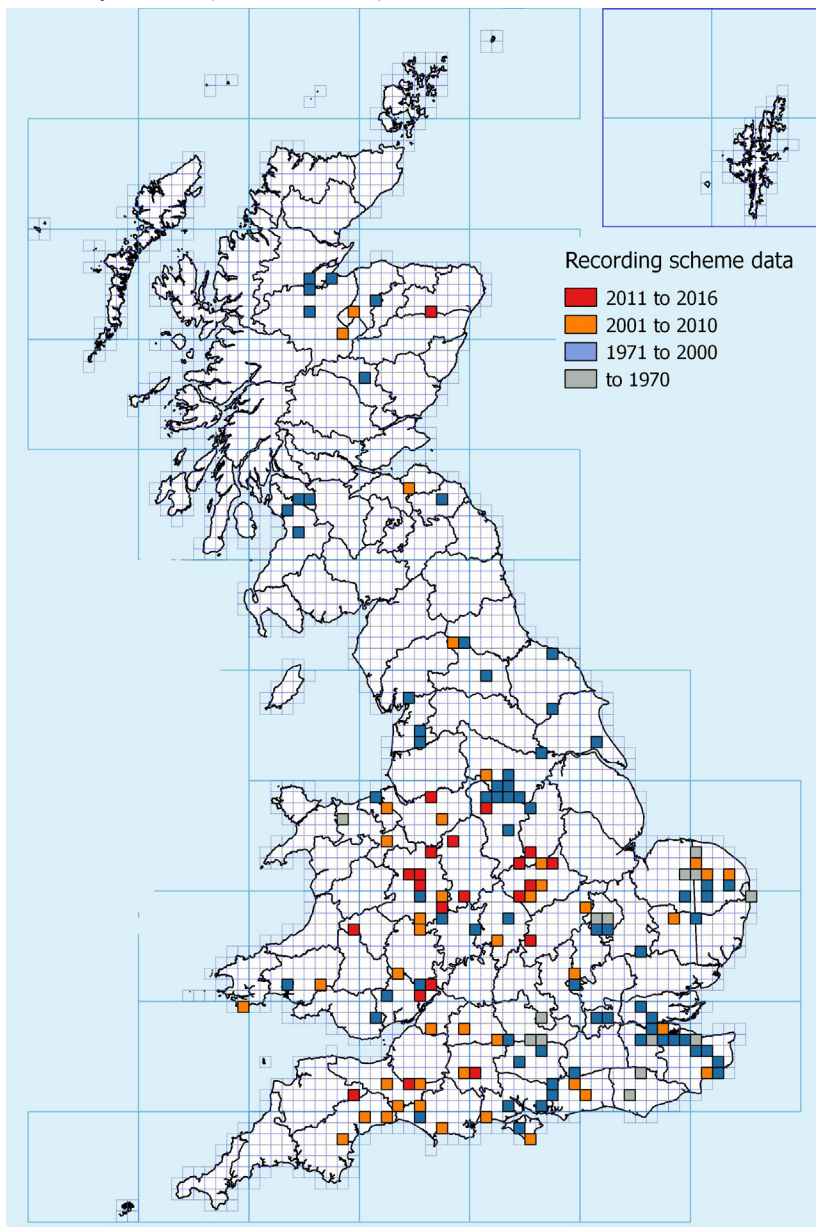 Recording scheme data
2011 to 2016
2001 to 2010
1971 to 2000
to 1970